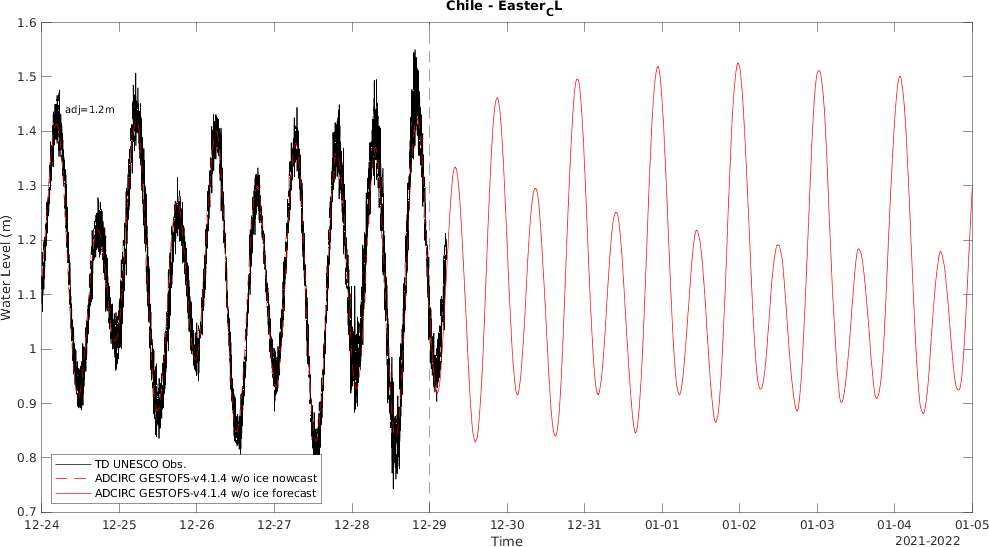 Chile - EasterCL
1.6
1.5
1.4
1.3
1.2
1.1
1
0.9
0.8
0.7
Water Level (m)
adj=1.2m
TD UNESCO Obs.
ADCIRC GESTOFS-v4.1.4 w/o ice nowcast
ADCIRC GESTOFS-v4.1.4 w/o ice forecast
12-24 12-25 12-26 12-27 12-28 12-29 12-30 12-31 01-01 01-02 01-03 01-04 01-05
Time
2021-2022